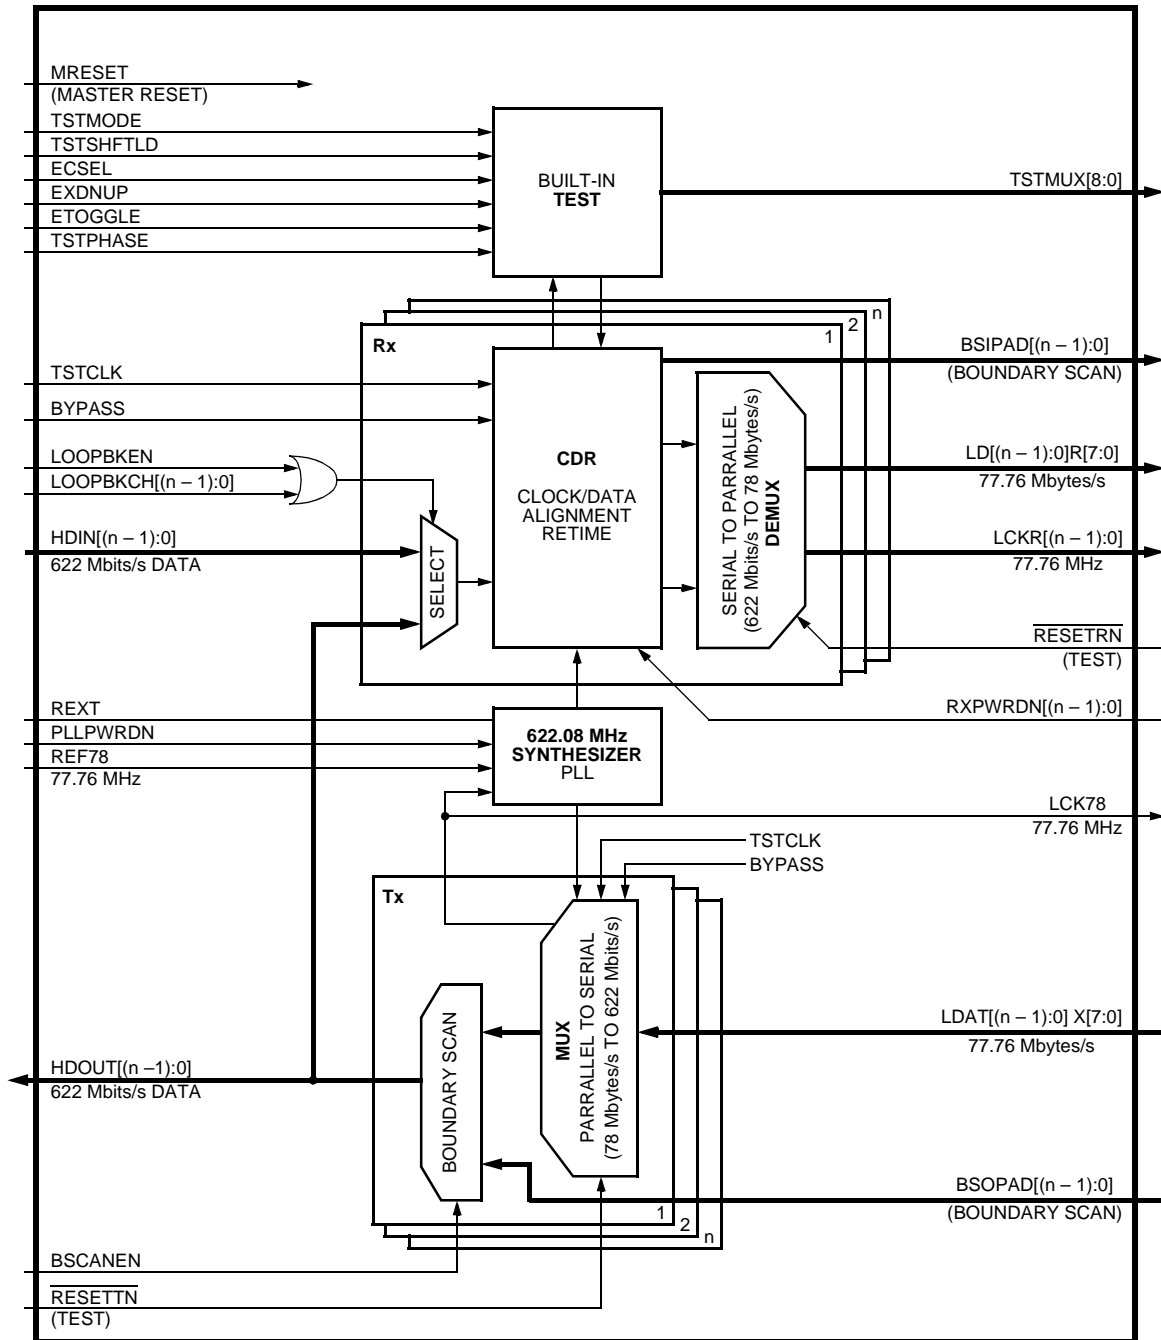 MRESET
(MASTER RESET)
TSTMODE
TSTSHFTLD
ECSEL
EXDNUP
ETOGGLE
TSTPHASE
BUILT-IN
TEST
TSTMUX[8:0]
Rx
1
2
n
TSTCLK
BYPASS
LOOPBKEN
LOOPBKCH[(n – 1):0]
HDIN[(n – 1):0]
622 Mbits/s DATA
SELECT
CDR
CLOCK/DATA
ALIGNMENT
RETIME
SERIAL TO PARRALLEL
(622 Mbits/s TO 78 Mbytes/s)
DEMUX
BSIPAD[(n – 1):0]
(BOUNDARY SCAN)
LD[(n – 1):0]R[7:0]
77.76 Mbytes/s
LCKR[(n – 1):0]
77.76 MHz
RESETRN
(TEST)
RXPWRDN[(n – 1):0]
REXT
PLLPWRDN
REF78
77.76 MHz
622.08 MHz
SYNTHESIZER
PLL
LCK78
77.76 MHz
TSTCLK
BYPASS
Tx
BOUNDARY SCAN
MUX
PARRALEL TO SERIAL
(78 Mbytes/s TO 622 Mbits/s)
1
2
n
LDAT[(n – 1):0] X[7:0]
77.76 Mbytes/s
HDOUT[(n –1):0]
622 Mbits/s DATA
BSOPAD[(n – 1):0]
(BOUNDARY SCAN)
BSCANEN
RESETTN
(TEST)